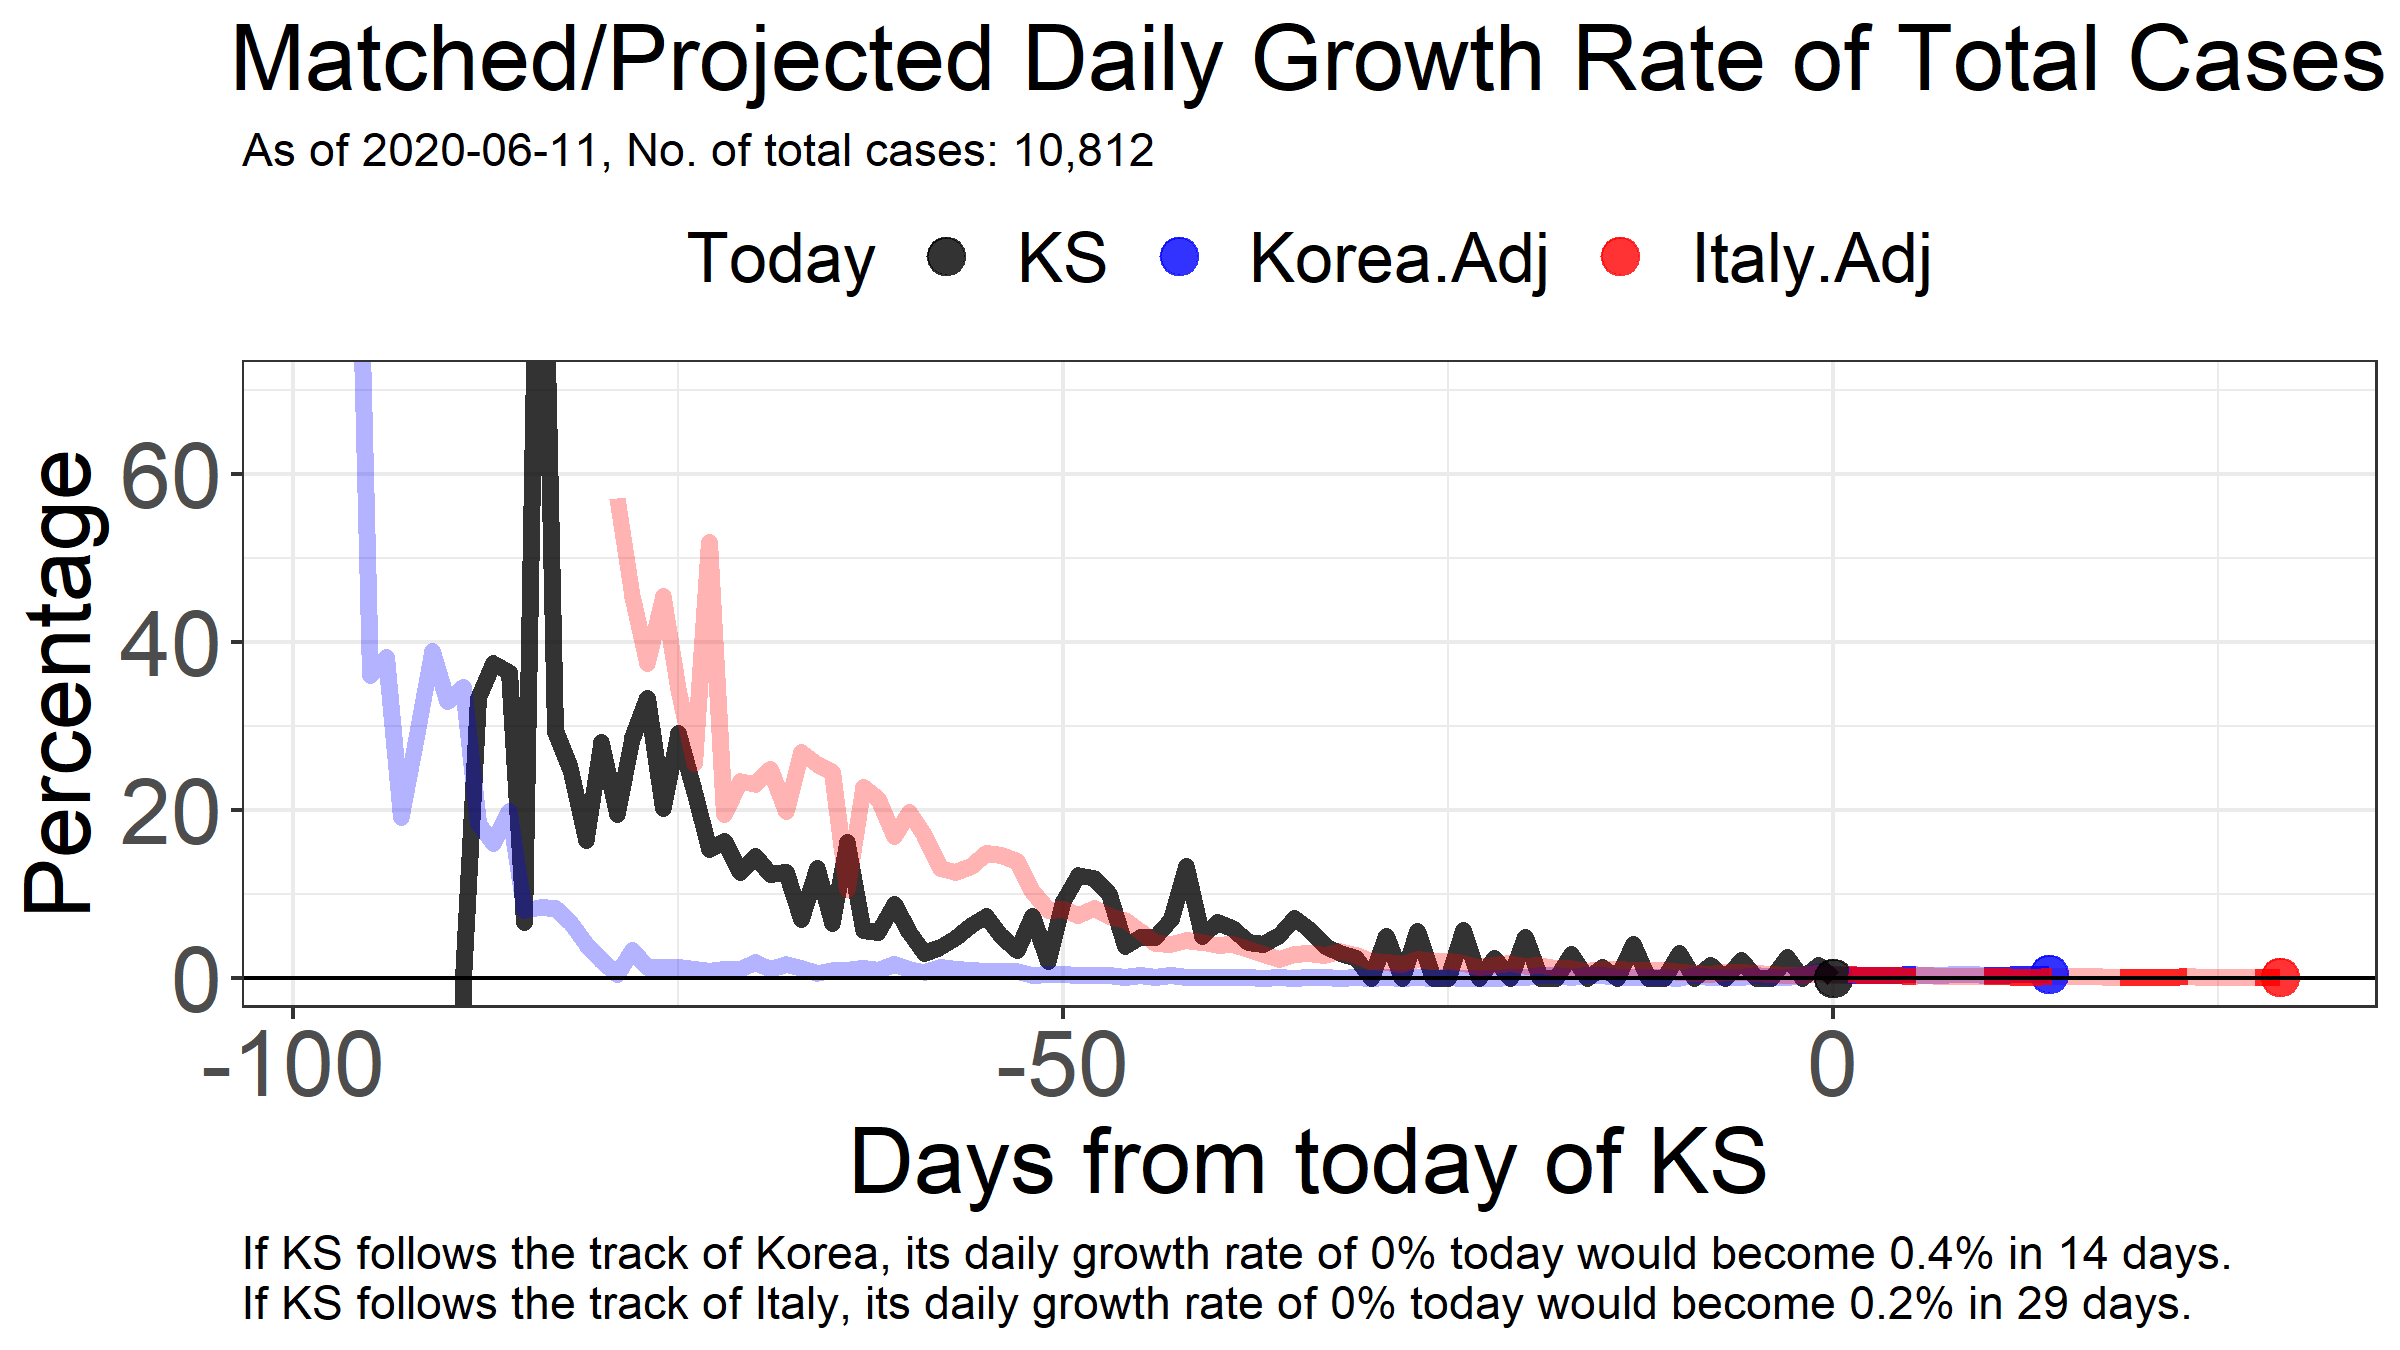 Matched/Projected Daily Growth Rate of Total Cases
As of 2020-06-11, No. of total cases: 10,812
Today KS Korea.Adj Italy.Adj
Percentage
60
40
20
0
-100 -50 0
Days from today of KS
If KS follows the track of Korea, its daily growth rate of 0% today would become 0.4% in 14 days.
If KS follows the track of Italy, its daily growth rate of 0% today would become 0.2% in 29 days.